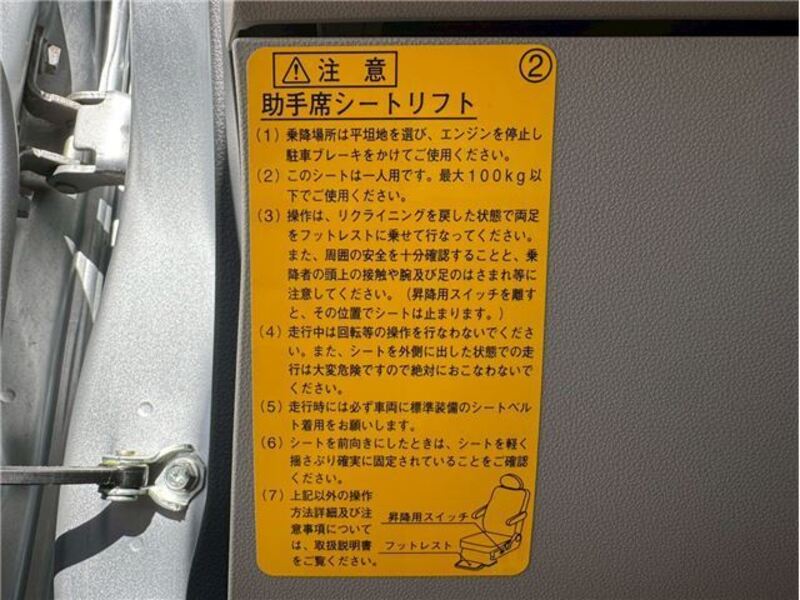 ⚠注意 ②
助手席シートリフト
(1) 乗降場所は平坦地を選び、エンジンを停止し
駐車ブレーキをかけてご使用ください。
(2) このシートは一人用です。最大100kg以
下でご使用ください。
(3) 操作は、リクライニングを戻した状態で両足
をフットレストに乗せて行なってください。
また、周囲の安全を十分確認することと、乗
降者の頭上の接触や腕及び足のはさまれ等に
注意してください。(昇降用スイッチを離す
と、その位置でシートは止まります。)
(4) 走行中は回転等の操作を行なわないでくださ
い。また、シートを外側に出した状態での走
行は大変危険ですので絶対におこなわないで
ください。
(5) 走行時には必ず車両に標準装備のシートベル
ト着用をお願いします。
(6) シートを前向きにしたときは、シートを軽く
揺さぶり確実に固定されていることをご確認
ください。
(7) 上記以外の操作
方法詳細及び注
意事項について
は、取扱説明書
をご覧ください。
昇降用スイッチ
フットレスト